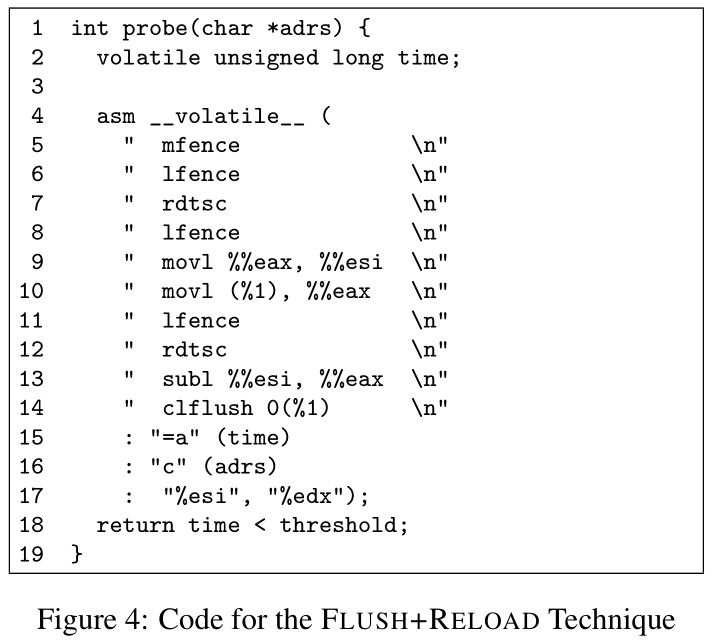 1 int probe(char *adrs) {
2   volatile unsigned long time;
3
4   asm __volatile__ (
5     "  mfence             \n"
6     "  lfence             \n"
7     "  rdtsc              \n"
8     "  lfence             \n"
9     "  movl %%eax, %%esi  \n"
10     "  movl (%1), %%eax   \n"
11     "  lfence             \n"
12     "  rdtsc              \n"
13     "  subl %%esi, %%eax  \n"
14     "  clflush 0(%1)      \n"
15     : "=a" (time)
16     : "c" (adrs)
17     :  "%esi", "%edx");
18   return time < threshold;
19 }
Figure 4: Code for the FLUSH+RELOAD Technique